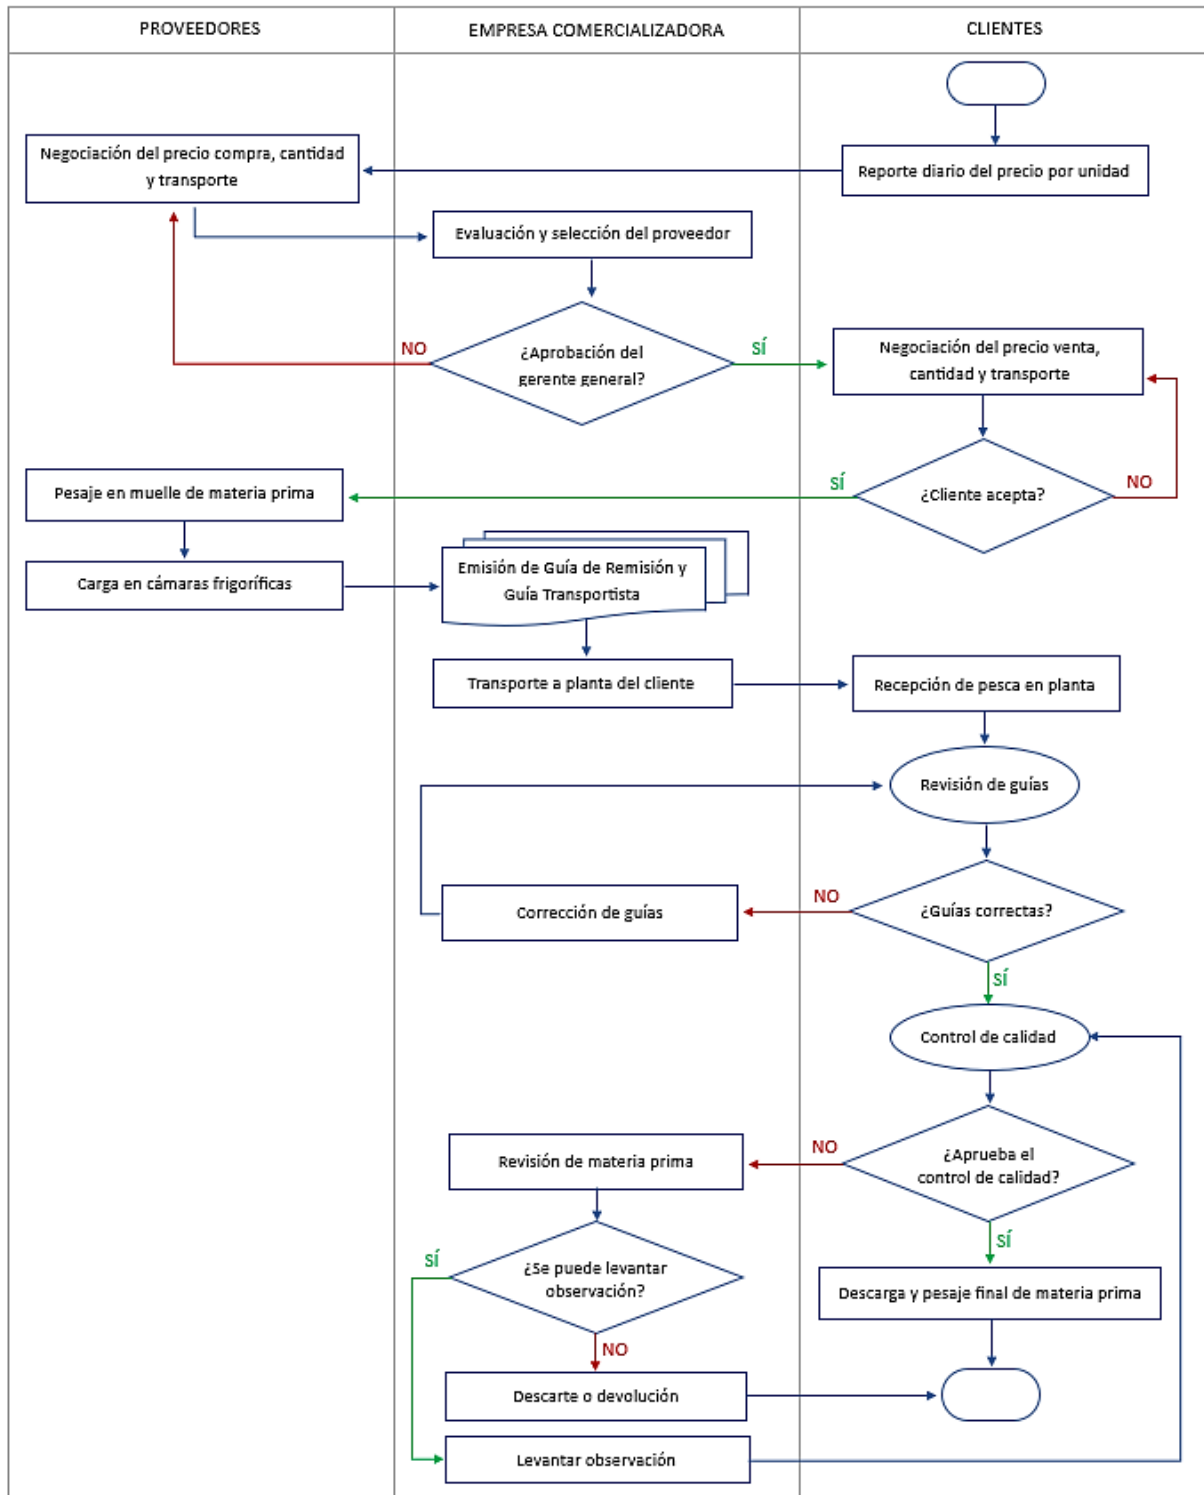 PROVEEDORES
EMPRESA COMERCIALIZADORA
CLIENTES
Negociación del precio compra, cantidad
y transporte
Reporte diario del precio por unidad
Evaluación y selección del proveedor
¿Aprobación del
gerente general?
NO
SÍ
Negociación del precio venta,
cantidad y transporte
¿Cliente acepta?
SÍ
NO
Pesaje en muelle de materia prima
Carga en cámaras frigoríficas
Emisión de Guía de Remisión y
Guía Transportista
Transporte a planta del cliente
Recepción de pesca en planta
Revisión de guías
¿Guías correctas?
NO
Corrección de guías
SÍ
Control de calidad
¿Aprueba el
control de calidad?
NO
Revisión de materia prima
SÍ
¿Se puede levantar
observación?
SÍ
Descarga y pesaje final de materia prima
NO
Descarte o devolución
Levantar observación